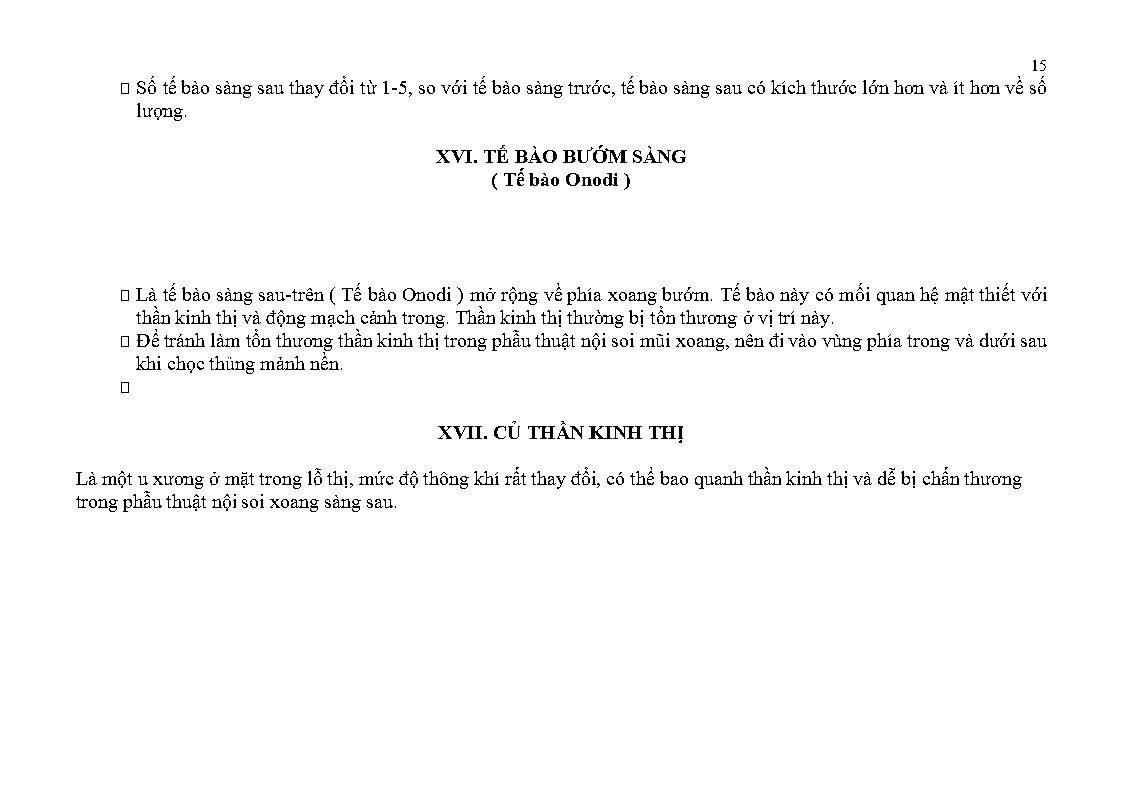 15
 Số tế bào sàng sau thay đổi từ 1-5, so với tế bào sàng trước, tế bào sàng sau có kích thước lớn hơn và ít hơn về số
lượng.
XVI. TẾ BÀO BƯỚM SÀNG
( Tế bào Onodi )
 Là tế bào sàng sau-trên ( Tế bào Onodi ) mở rộng về phía xoang bướm. Tế bào này có mối quan hệ mật thiết với
thần kinh thị và động mạch cảnh trong. Thần kinh thị thường bị tổn thương ở vị trí này.
 Để tránh làm tổn thương thần kinh thị trong phẫu thuật nội soi mũi xoang, nên đi vào vùng phía trong và dưới sau
khi chọc thủng mảnh nền.

XVII. CỦ THẦN KINH THỊ
Là một u xương ở mặt trong lỗ thị, mức độ thông khí rất thay đổi, có thể bao quanh thần kinh thị và dễ bị chấn thương
trong phẫu thuật nội soi xoang sàng sau.